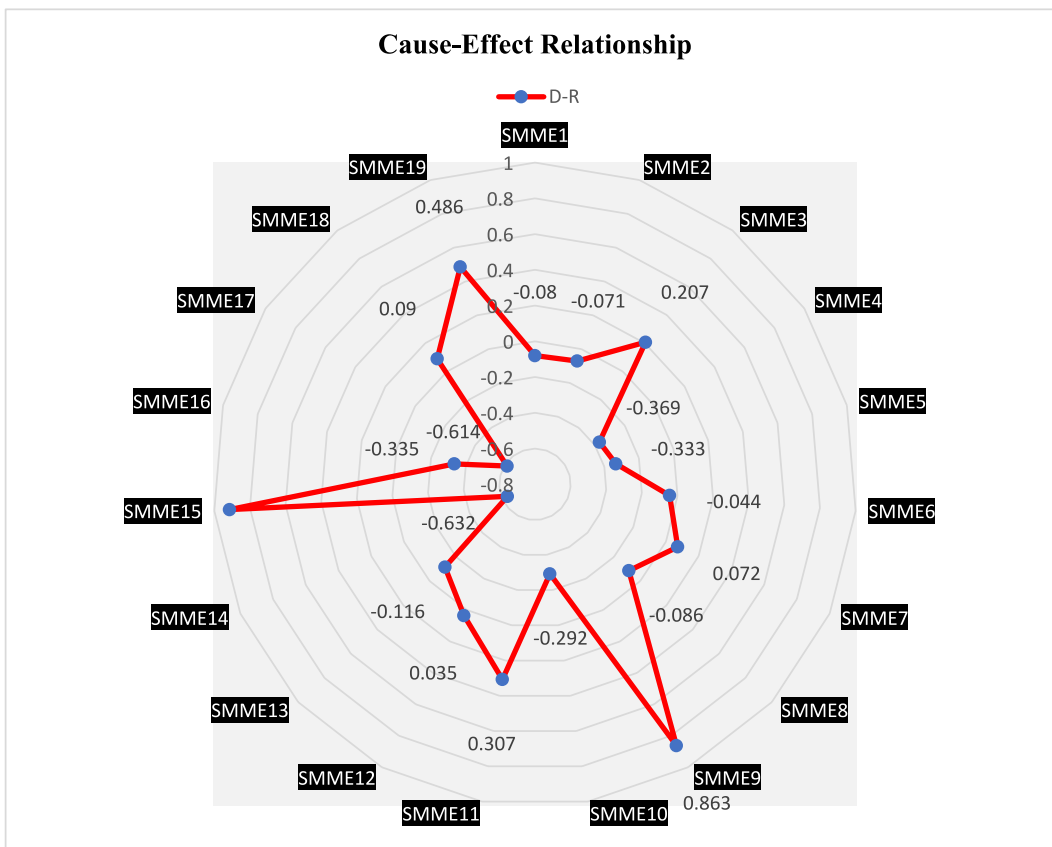 Cause-Effect Relationship
D-R
SMME1
SMME2
SMME3
SMME4
SMME5
SMME6
SMME7
SMME8
SMME9
SMME10
SMME11
SMME12
SMME13
SMME14
SMME15
SMME16
SMME17
SMME18
SMME19
1
0.8
0.6
0.4
0.2
0
-0.2
-0.4
-0.6
-0.8
-0.08
-0.071
0.207
-0.369
-0.333
-0.044
0.072
-0.086
0.863
-0.292
0.307
0.035
-0.116
-0.632
-0.335
-0.614
0.09
0.486